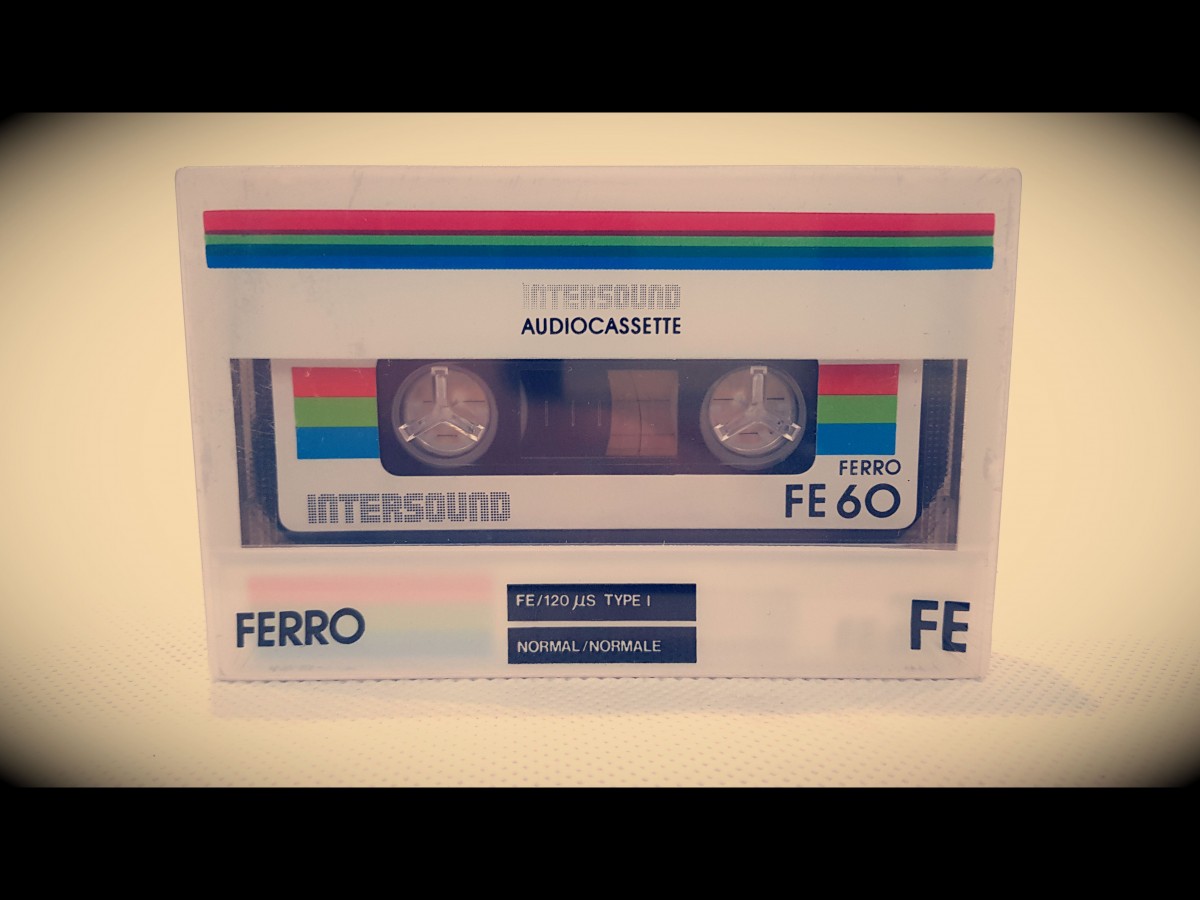 INTERSOUND
AUDIOCASSETTE
FERRO
INTERSOUND
FE 60
FERRO
FE/120 µS TYPE I
NORMAL/NORMALE
FE